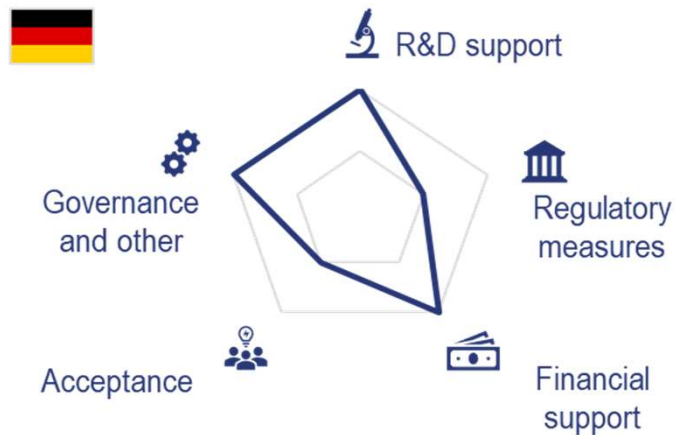 R&D support
Governance
and other
Regulatory
measures
Acceptance
Financial
support